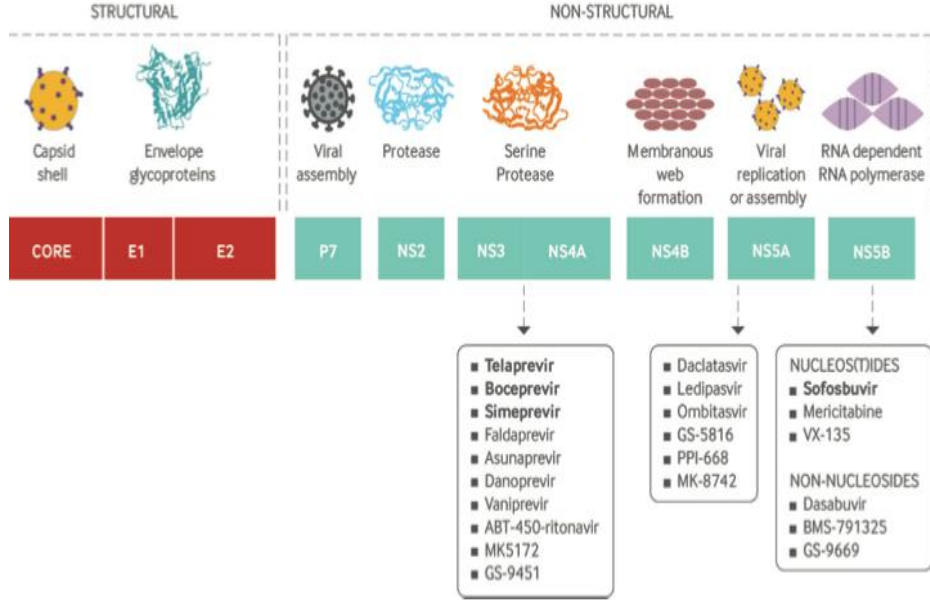 STRUCTURAL
NON-STRUCTURAL
Capsid
shell
Envelope
glycoproteins
Viral
assembly
Protease
Serine
Protease
Membranous
web
formation
Viral
replication
or assembly
RNA dependent
RNA polymerase
CORE
E1
E2
P7
NS2
NS3
NS4A
NS4B
NS5A
NS5B
■ Telaprevir
■ Boceprevir
■ Simeprevir
■ Faldaprevir
■ Asunaprevir
■ Danoprevir
■ Vaniprevir
■ ABT-450-ritonavir
■ MK5172
■ GS-9451
■ Daclatasvir
■ Ledipasvir
■ Ombitasvir
■ GS-5816
■ PPI-668
■ MK-8742
NUCLEOS(T)IDES
■ Sofosbuvir
■ Mericitabine
■ VX-135
NON-NUCLEOSIDES
■ Dasabuvir
■ BMS-791325
■ GS-9669